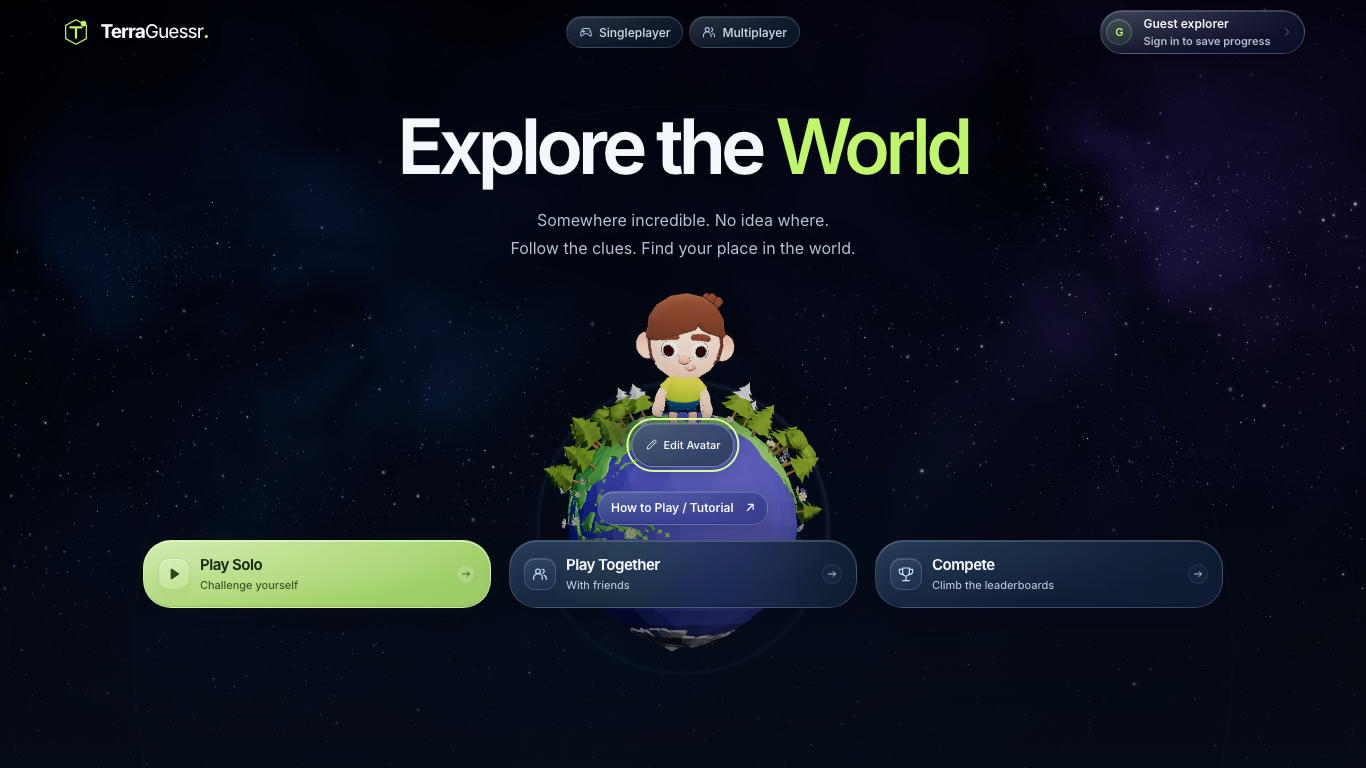 TerraGuessr.
Singleplayer
Multiplayer
G
Guest explorer
Sign in to save progress
Explore the World
Somewhere incredible. No idea where.
Follow the clues. Find your place in the world.
Edit Avatar
How to Play / Tutorial
Play Solo
Challenge yourself
Play Together
With friends
Compete
Climb the leaderboards